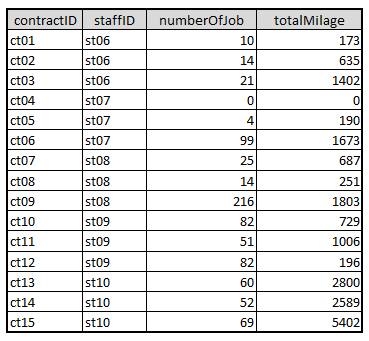 contractID staffID numberOfJob totalMilage
ct01 st06 10 173
ct02 st06 14 635
ct03 st06 21 1402
ct04 st07 0 0
ct05 st07 4 190
ct06 st07 99 1673
ct07 st08 25 687
ct08 st08 14 251
ct09 st08 216 1803
ct10 st09 82 729
ct11 st09 51 1006
ct12 st09 82 196
ct13 st10 60 2800
ct14 st10 52 2589
ct15 st10 69 5402